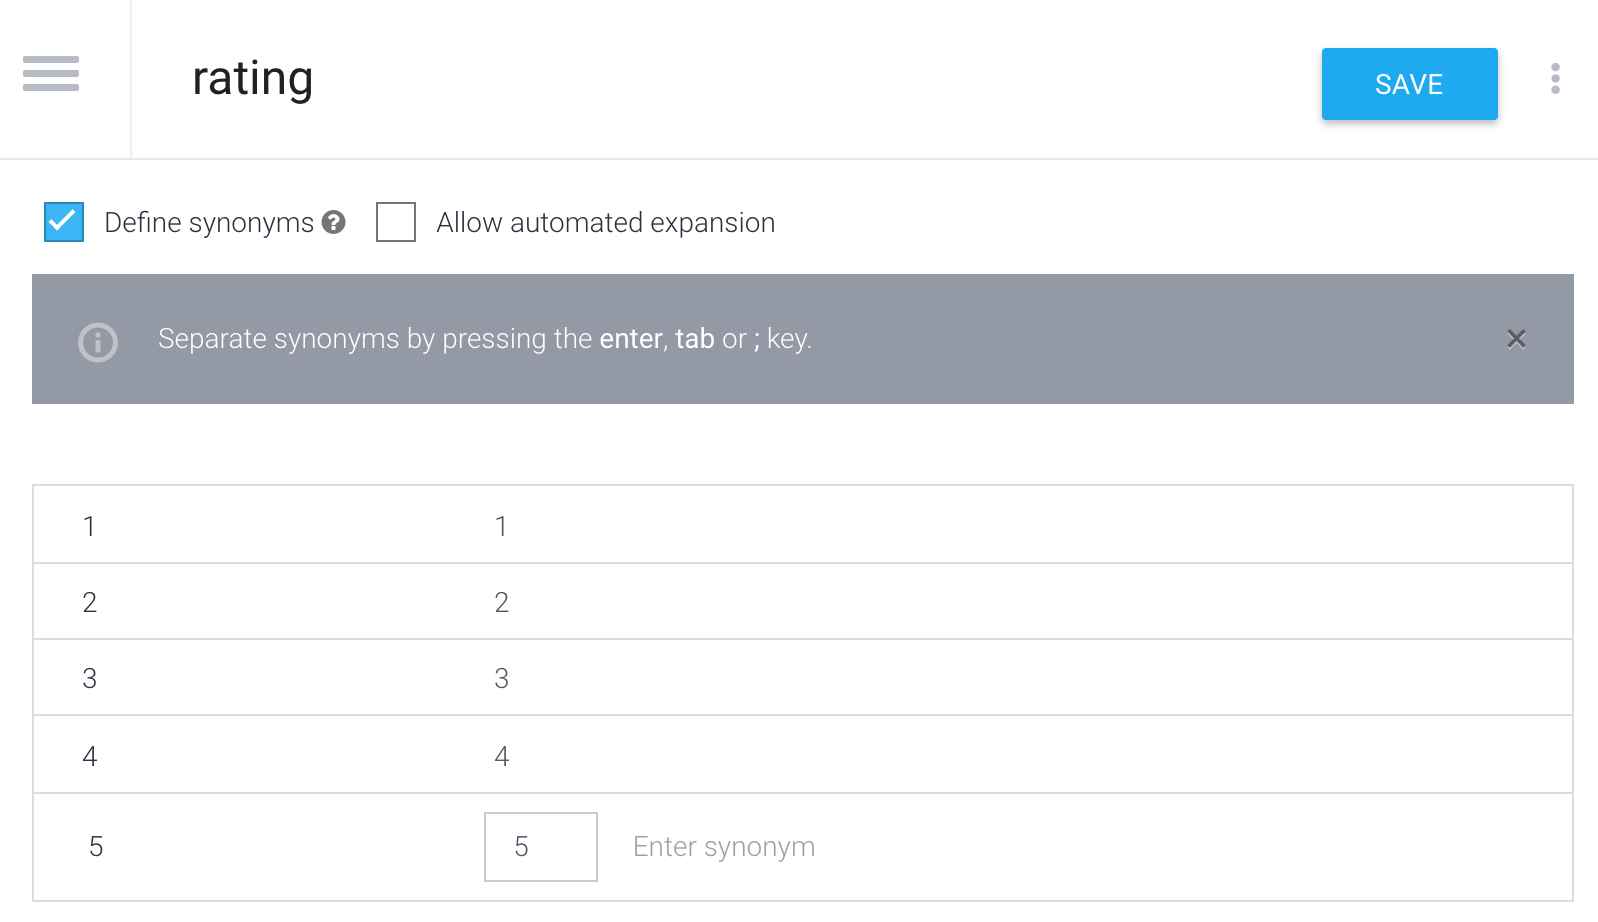 rating
SAVE
Define synonyms
Allow automated expansion
Separate synonyms by pressing the enter, tab or ; key.
1 1
2 2
3 3
4 4
5 5 Enter synonym